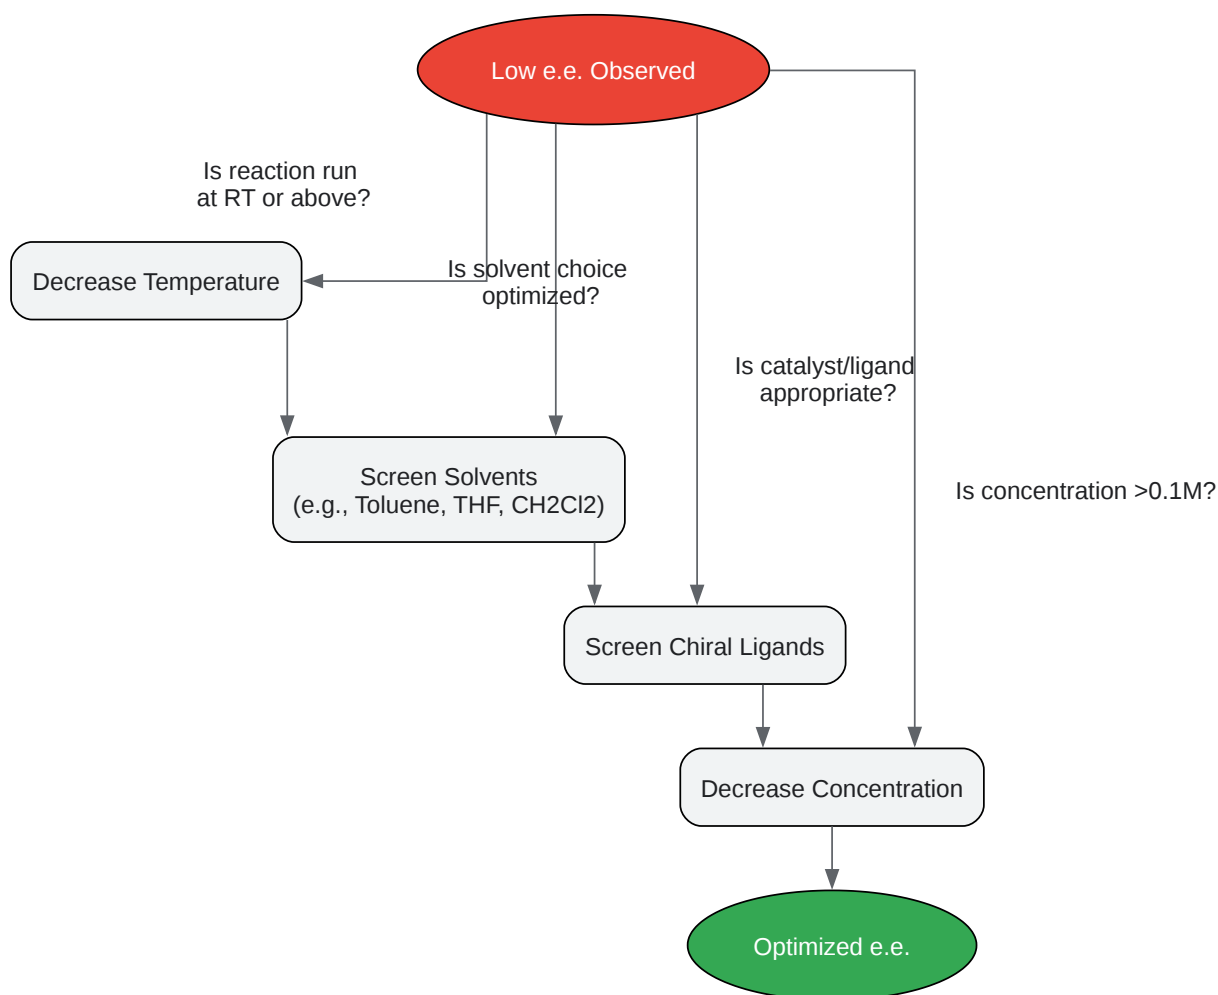 Low e.e. Observed
Is reaction run
at RT or above?
Decrease Temperature
Is solvent choice
optimized?
Is catalyst/ligand
appropriate?
Screen Solvents
(e.g., Toluene, THF, CH2Cl2)
Is concentration >0.1M?
Screen Chiral Ligands
Decrease Concentration
Optimized e.e.